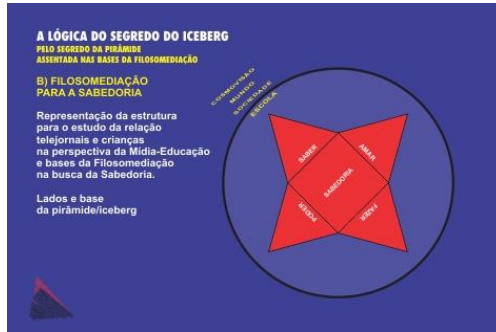 A LÓGICA DO SEGREDO DO ICEBERG
PELO SEGREDO DA PIRÂMIDE
ASSENTADA NAS BASES DA FILOSOMEDIAÇÃO
B) FILOSOMEDIAÇÃO
PARA A SABEDORIA
Representação da estrutura
para o estudo da relação
telejornais e crianças
na perspectiva da Mídia-Educação
e bases da Filosomediação
na busca da Sabedoria.
Lados e base
da pirâmide/iceberg
COSMOVISÃO
MUNDO
SOCIEDADE
ESCOLA
SABER
AMAR
SABEDORIA
PODER
FAZER